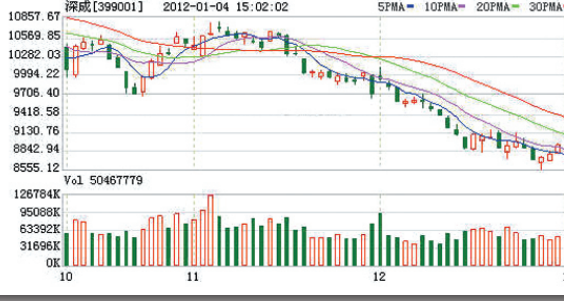 深成[399001] 2012-01-04 15:02:02 5PMA 10PMA 20PMA 30PMA
10857.67
10569.85
10282.03
9994.22
9706.40
9418.58
9130.76
8842.94
8555.12
Vol 50467779
126784K
95088K
63392K
31696K
0K
10 11 12